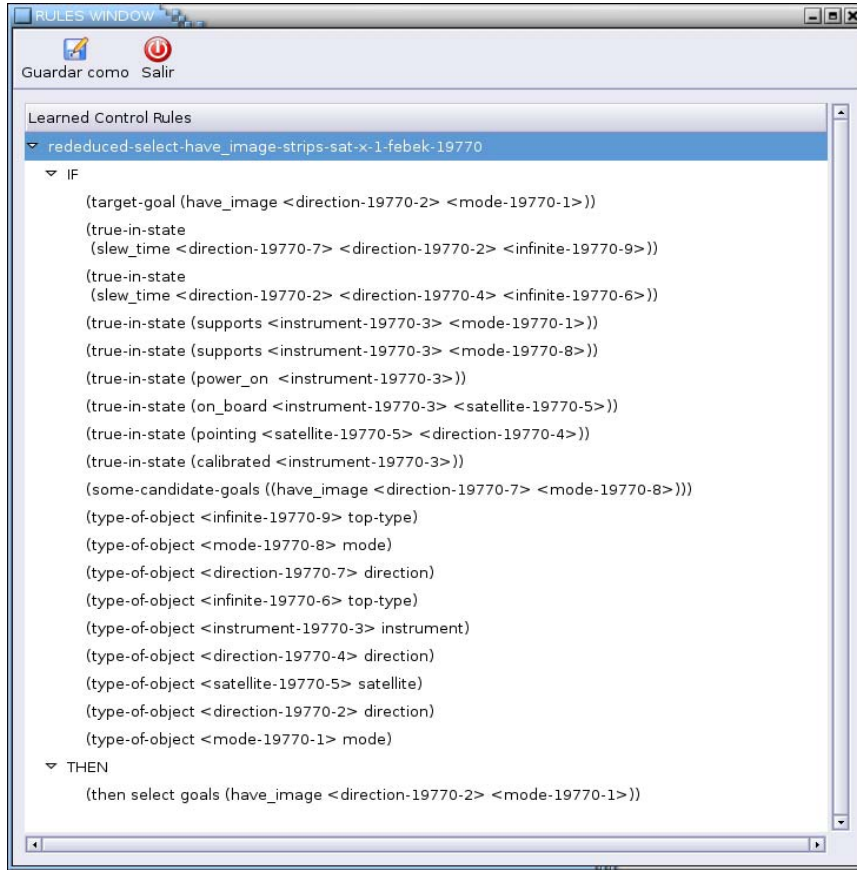 RULES WINDOW
Guardar como Salir
Learned Control Rules
rededuced-select-have_image-strips-sat-x-1-febek-19770
IF
(target-goal (have_image <direction-19770-2> <mode-19770-1>))
(true-in-state
(slew_time <direction-19770-7> <direction-19770-2> <infinite-19770-9>))
(true-in-state
(slew_time <direction-19770-2> <direction-19770-4> <infinite-19770-6>))
(true-in-state (supports <instrument-19770-3> <mode-19770-1>))
(true-in-state (supports <instrument-19770-3> <mode-19770-8>))
(true-in-state (power_on  <instrument-19770-3>))
(true-in-state (on_board <instrument-19770-3> <satellite-19770-5>))
(true-in-state (pointing <satellite-19770-5> <direction-19770-4>))
(true-in-state (calibrated <instrument-19770-3>))
(some-candidate-goals ((have_image <direction-19770-7> <mode-19770-8>)))
(type-of-object <infinite-19770-9> top-type)
(type-of-object <mode-19770-8> mode)
(type-of-object <direction-19770-7> direction)
(type-of-object <infinite-19770-6> top-type)
(type-of-object <instrument-19770-3> instrument)
(type-of-object <direction-19770-4> direction)
(type-of-object <satellite-19770-5> satellite)
(type-of-object <direction-19770-2> direction)
(type-of-object <mode-19770-1> mode)
THEN
(then select goals (have_image <direction-19770-2> <mode-19770-1>))